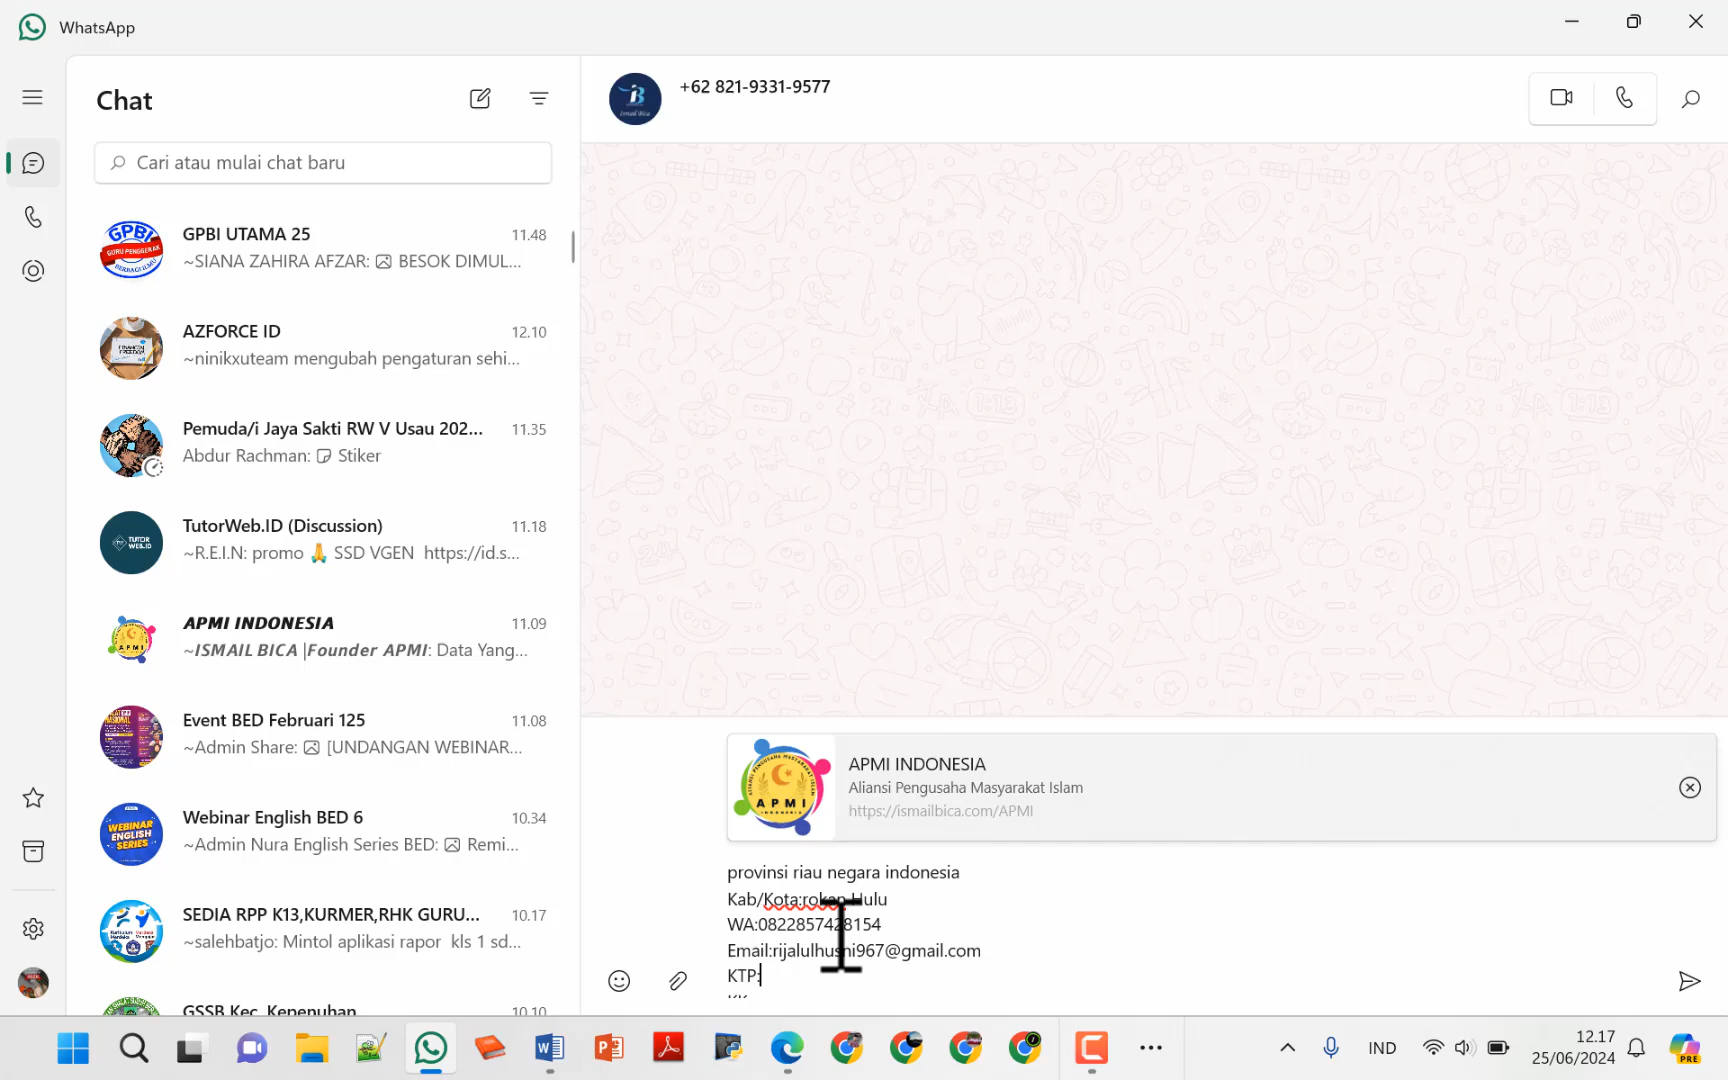 WhatsApp
Chat
Cari atau mulai chat baru
GPBI UTAMA 25
11.48
~SIANA ZAHIRA AFZAR: BESOK DIMUL...
AZFORCE ID
12.10
~ninikxuteam mengubah pengaturan sehi...
Pemuda/i Jaya Sakti RW V Usau 202...
11.35
Abdur Rachman: Stiker
TutorWeb.ID (Discussion)
11.18
~R.E.I.N: promo 🙏 SSD VGEN https://id.s...
APMI INDONESIA
11.09
~ISMAIL BICA |Founder APMI: Data Yang...
Event BED Februari 125
11.08
~Admin Share: [UNDANGAN WEBINAR...
Webinar English BED 6
10.34
~Admin Nura English Series BED: Remi...
SEDIA RPP K13,KURMER,RHK GURU...
10.17
~salehbatjo: Mintol aplikasi rapor kls 1 sd...
GSSB Kec. Kepenuhan
10.10
+62 821-9331-9577
APMI INDONESIA
Aliansi Pengusaha Masyarakat Islam
https://ismailbica.com/APMI
provinsi riau negara indonesia
Kab/Kota:rokan Hulu
WA:0822857428154
Email:rijalulhusni967@gmail.com
KTP:
KK
IND
12.17
25/06/2024